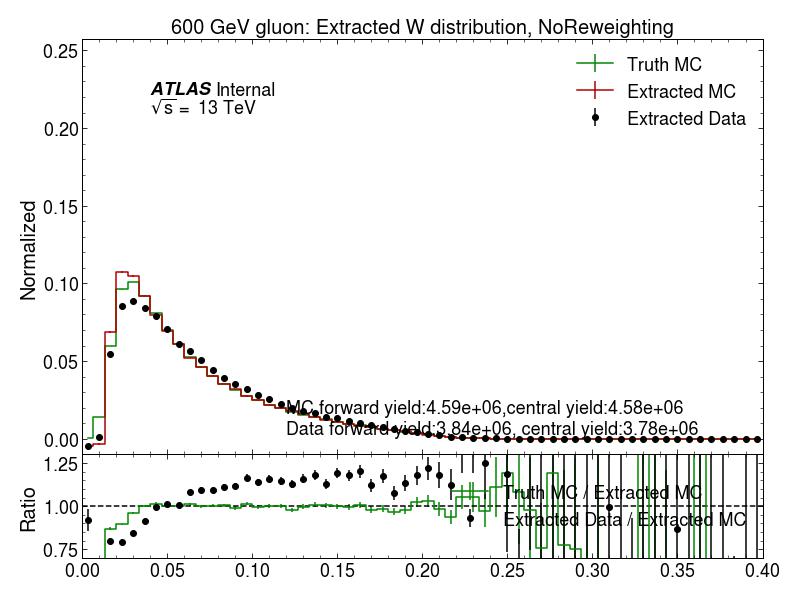 600 GeV gluon: Extracted W distribution, NoReweighting
0.25
0.20
0.15
0.10
0.05
0.00
Normalized
ATLAS Internal
√s = 13 TeV
Truth MC
Extracted MC
Extracted Data
MC forward yield:4.59e+06,central yield:4.58e+06
Data forward yield:3.84e+06, central yield:3.78e+06
1.25
1.00
0.75
Ratio
Truth MC / Extracted MC
Extracted Data / Extracted MC
0.00 0.05 0.10 0.15 0.20 0.25 0.30 0.35 0.40